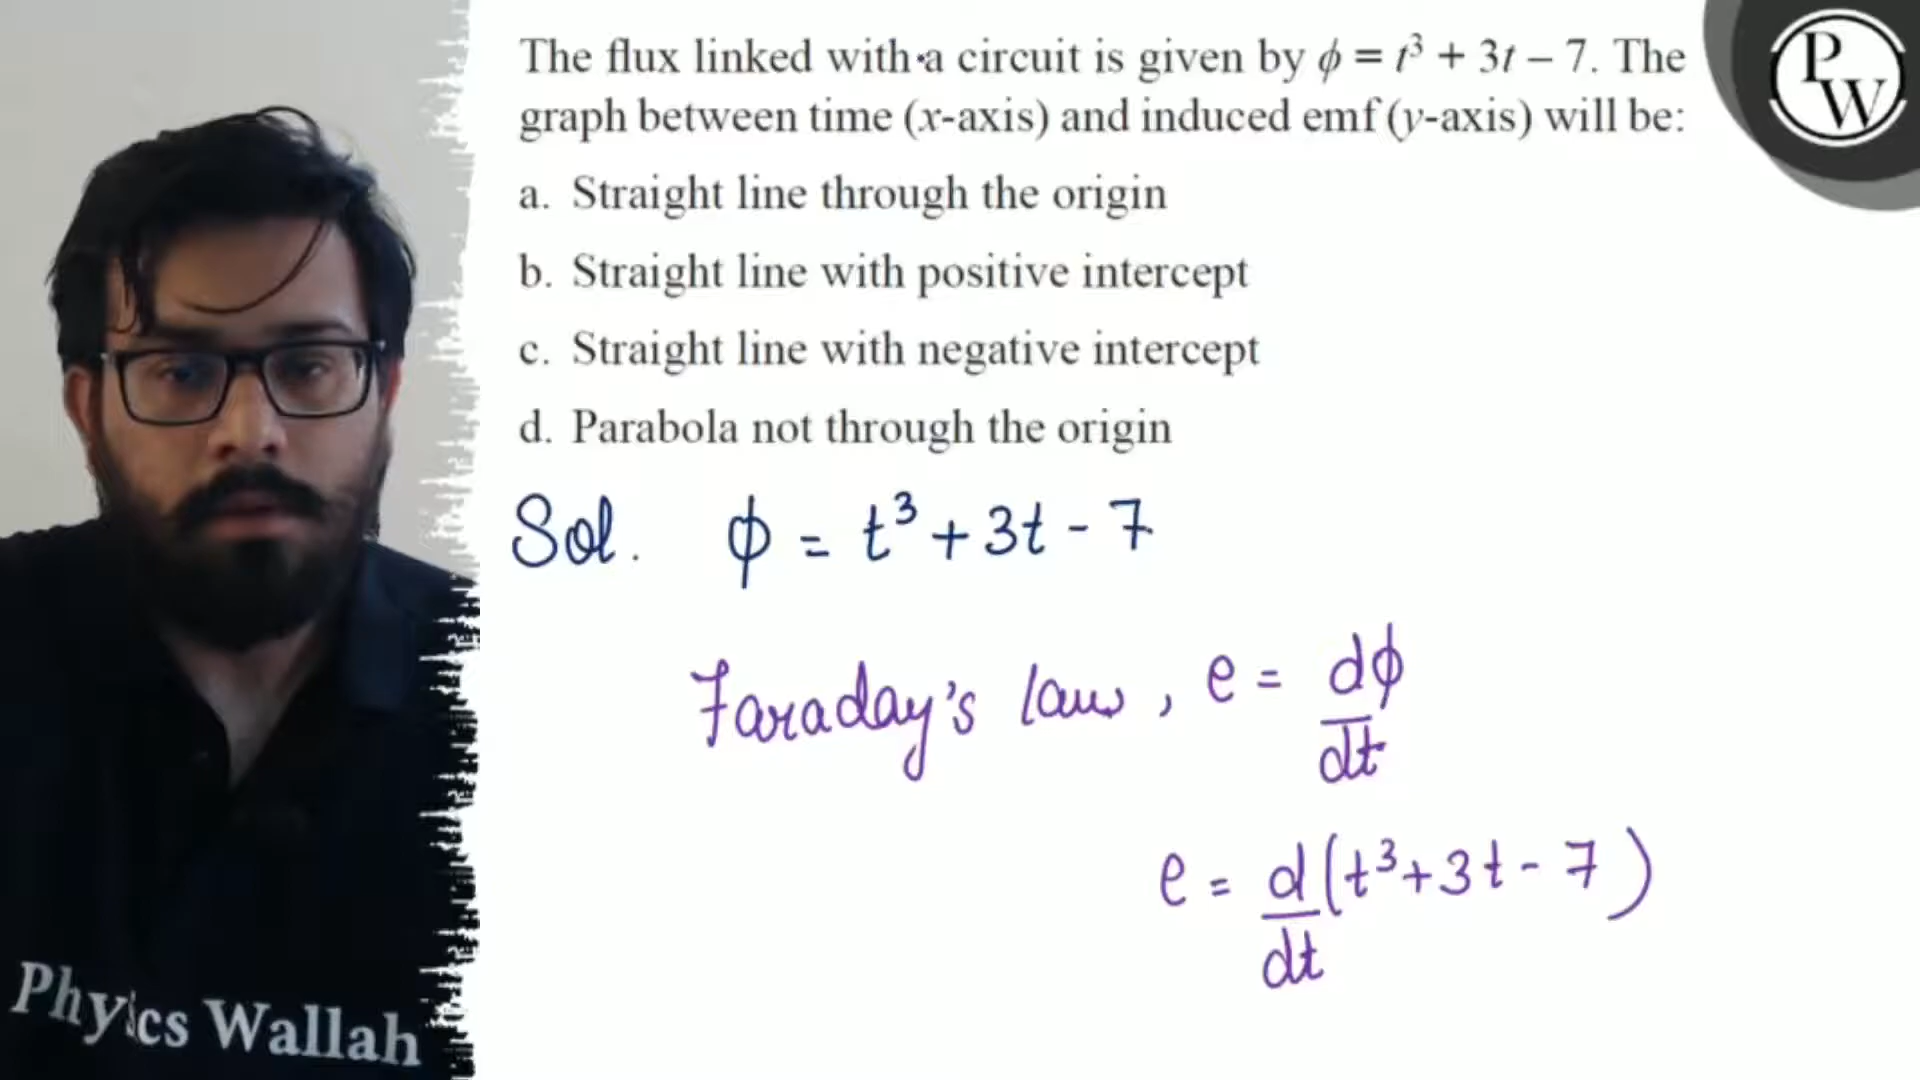 The flux linked with a circuit is given by ϕ = t³ + 3t – 7. The
graph between time (x-axis) and induced emf (y-axis) will be:
a. Straight line through the origin
b. Straight line with positive intercept
c. Straight line with negative intercept
d. Parabola not through the origin
Sol. ϕ = t³ + 3t - 7
Faraday's law, e = dϕ/dt
e = d/dt (t³ + 3t - 7)
PW
Physics Wallah